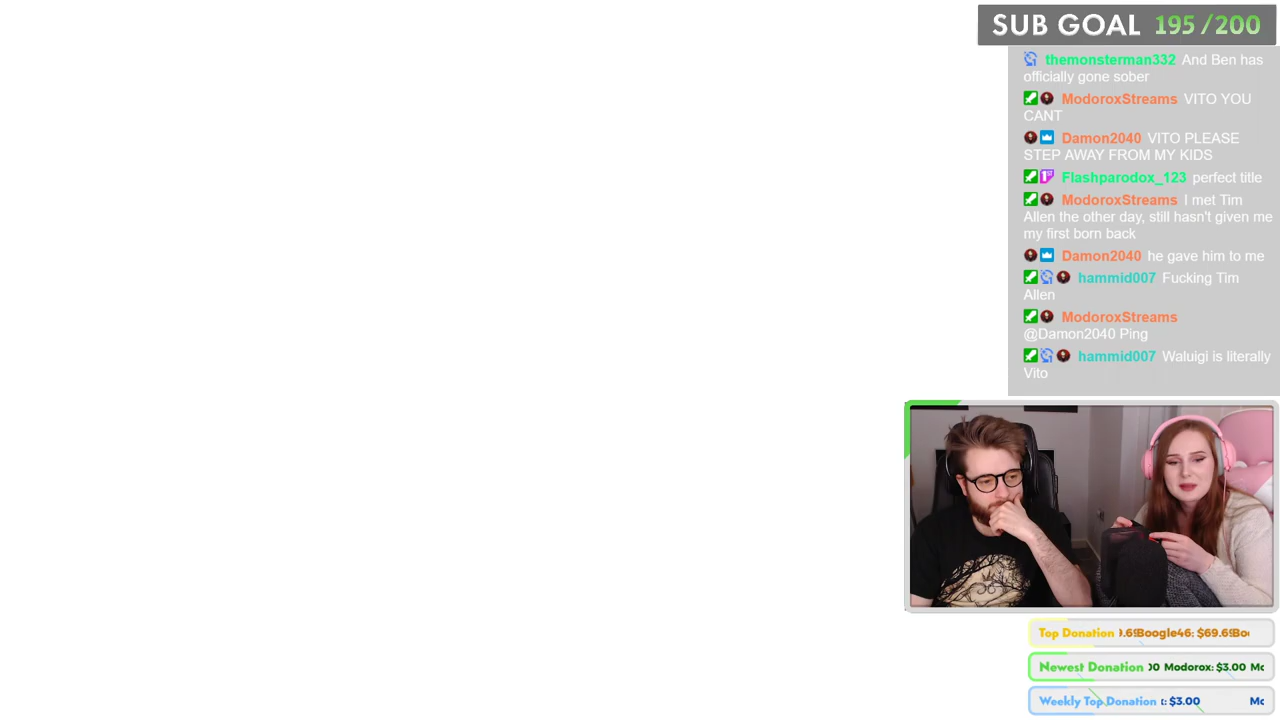 SUB GOAL 195/200
themonsterman332 And Ben has
officially gone sober
ModoroxStreams VITO YOU
CANT
Damon2040 VITO PLEASE
STEP AWAY FROM MY KIDS
Flashparodox_123 perfect title
ModoroxStreams I met Tim
Allen the other day, still hasn't given me
my first born back
Damon2040 he gave him to me
hammid007 Fucking Tim
Allen
ModoroxStreams
@Damon2040 Ping
hammid007 Waluigi is literally
Vito
Top Donation Boogle46: $69.69
Newest Donation Modorox: $3.00
Weekly Top Donation $3.00